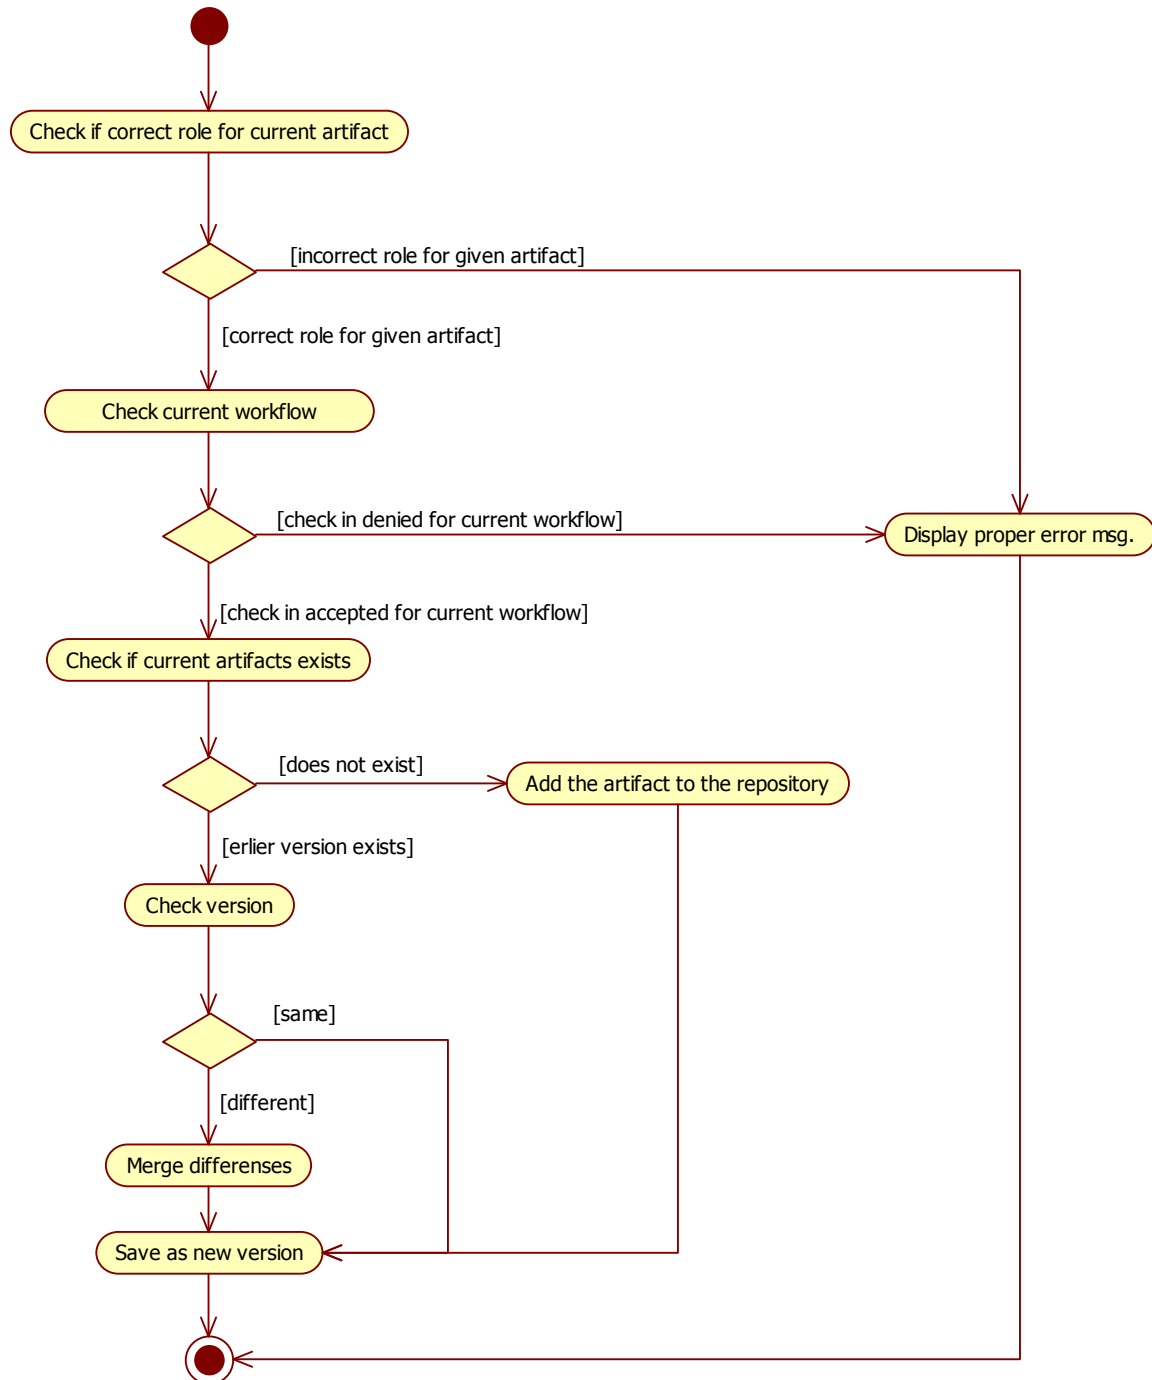 Check if correct role for current artifact
[incorrect role for given artifact]
[correct role for given artifact]
Check current workflow
[check in denied for current workflow]
Display proper error msg.
[check in accepted for current workflow]
Check if current artifacts exists
[does not exist]
Add the artifact to the repository
[erlier version exists]
Check version
[same]
[different]
Merge differenses
Save as new version